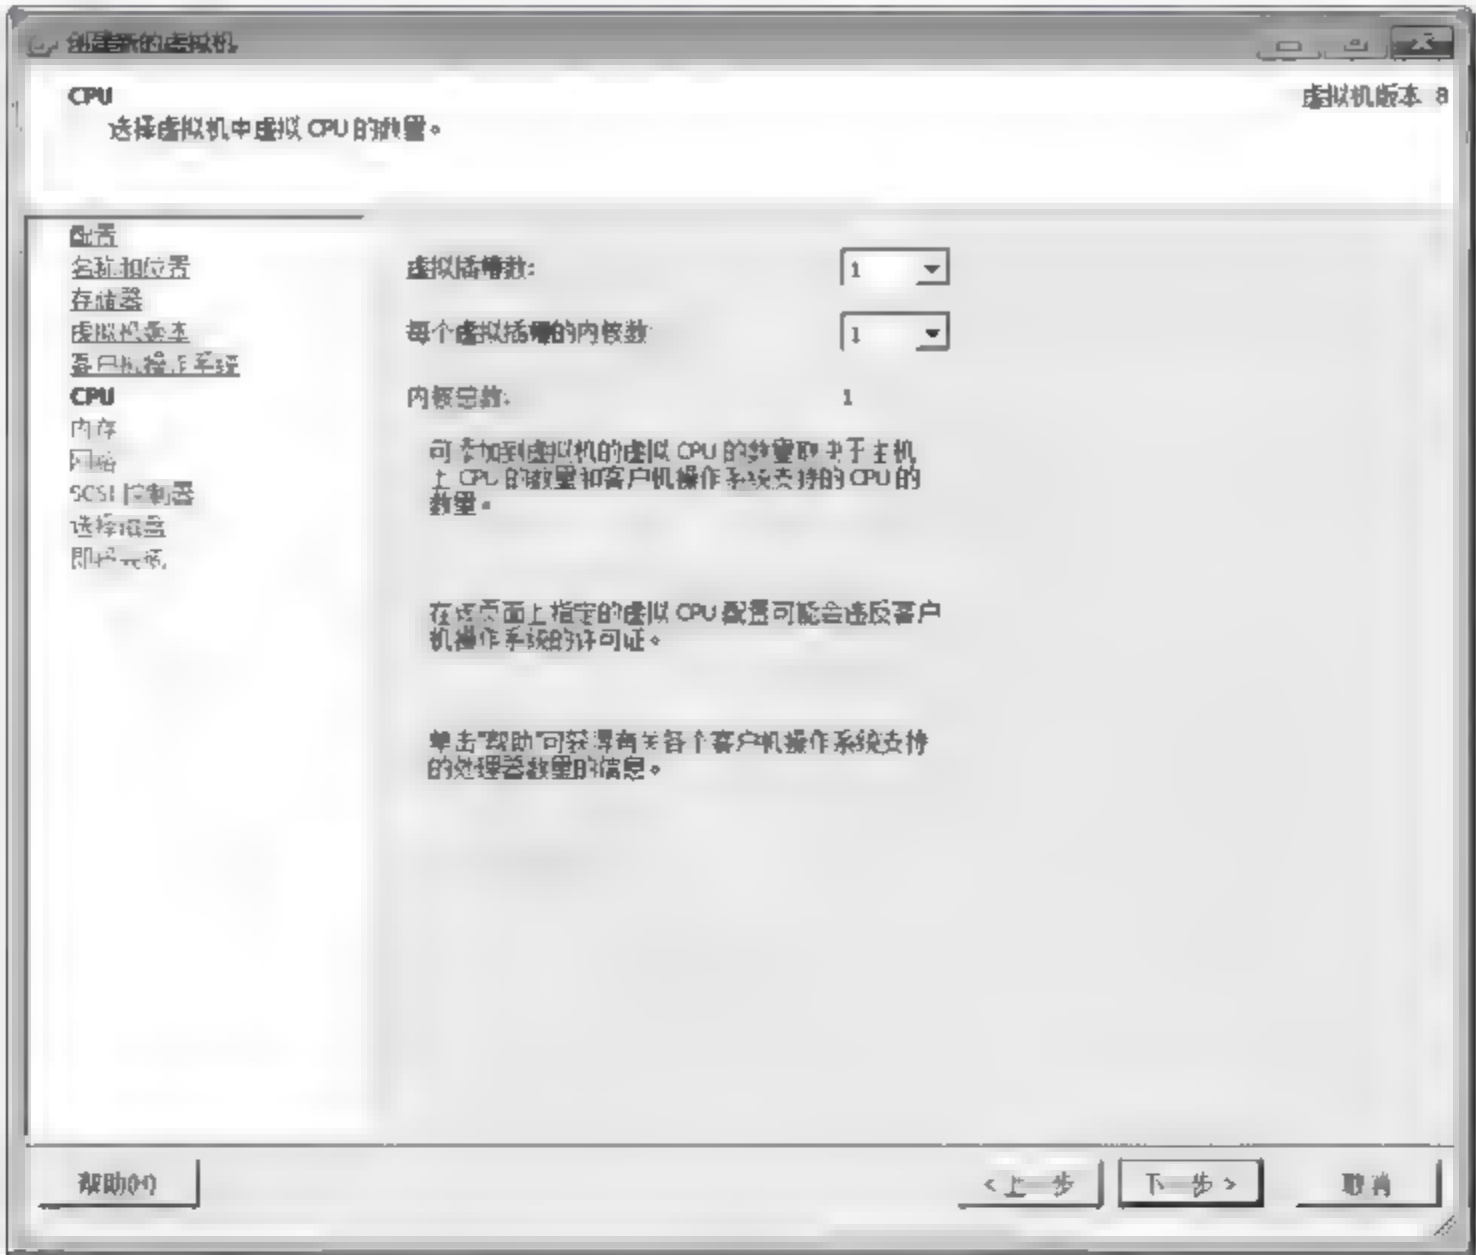 创建新的虚拟机
CPU
虚拟机版本 8
选择虚拟机中虚拟 CPU 的数量。
配置
名称和位置
存储器
虚拟机版本
客户机操作系统
CPU
内存
网络
SCSI 控制器
选择磁盘
即将完成
虚拟插槽数:
1
每个虚拟插槽的内核数
1
内核总数:
1
可添加到虚拟机的虚拟 CPU 的数量取决于主机
上 CPU 的数量和客户机操作系统支持的 CPU 的
数量。
在该页面上指定的虚拟 CPU 配置可能会违反客户
机操作系统的许可证。
单击"帮助"可获得有关各个客户机操作系统支持
的处理器数量的信息。
帮助(H)
< 上一步
下一步 >
取消